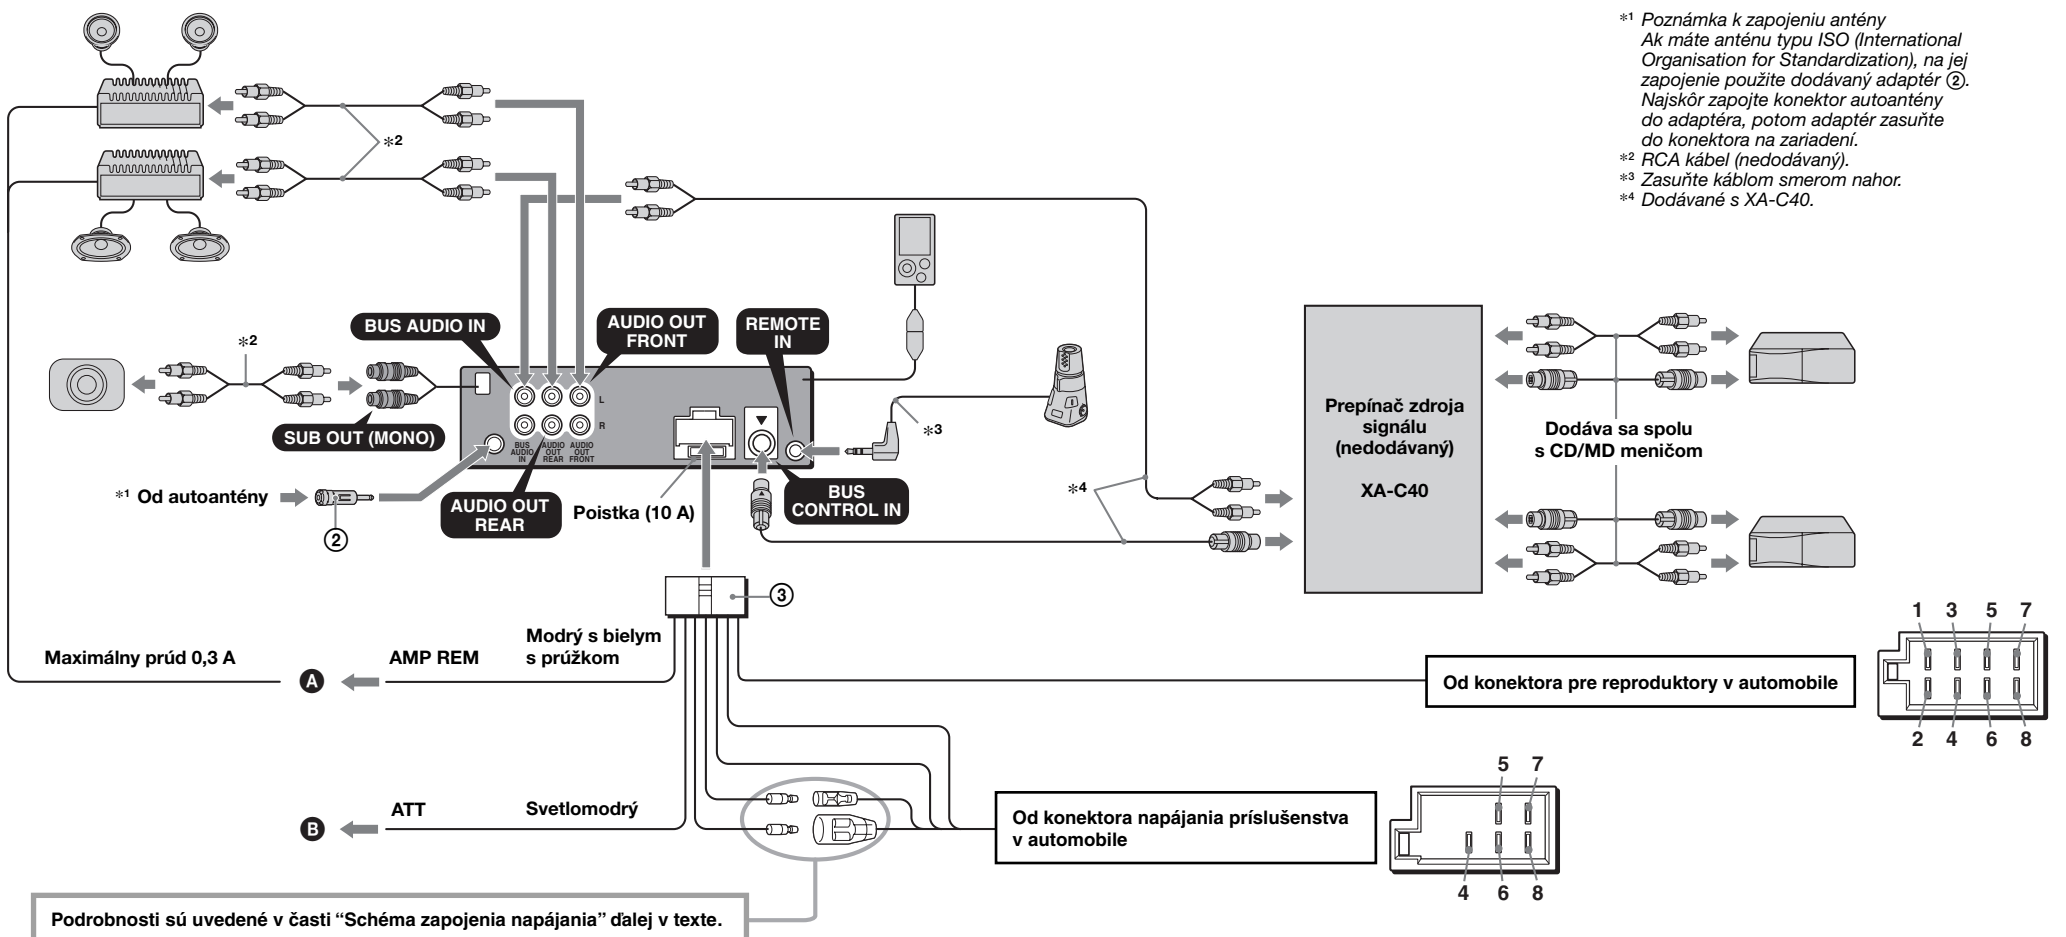 *1 Poznámka k zapojeniu antény
Ak máte anténu typu ISO (International
Organisation for Standardization), na jej
zapojenie použite dodávaný adaptér ②.
Najskôr zapojte konektor autoantény
do adaptéra, potom adaptér zasuňte
do konektora na zariadení.
*2 RCA kábel (nedodávaný).
*3 Zasuňte káblom smerom nahor.
*4 Dodávané s XA-C40.
*2
*2
BUS AUDIO IN
AUDIO OUT
FRONT
REMOTE
IN
SUB OUT (MONO)
L
R
BUS
AUDIO
IN
AUDIO
OUT
REAR
AUDIO
OUT
FRONT
*3
*1 Od autoantény
②
AUDIO OUT
REAR
Poistka (10 A)
BUS
CONTROL IN
*4
Prepínač zdroja
signálu
(nedodávaný)
XA-C40
Dodáva sa spolu
s CD/MD meničom
③
Maximálny prúd 0,3 A
A
AMP REM
Modrý s bielym
s prúžkom
Od konektora pre reproduktory v automobile
1 3 5 7
2 4 6 8
B
ATT
Svetlomodrý
Od konektora napájania príslušenstva
v automobile
5 7
4 6 8
Podrobnosti sú uvedené v časti “Schéma zapojenia napájania” ďalej v texte.